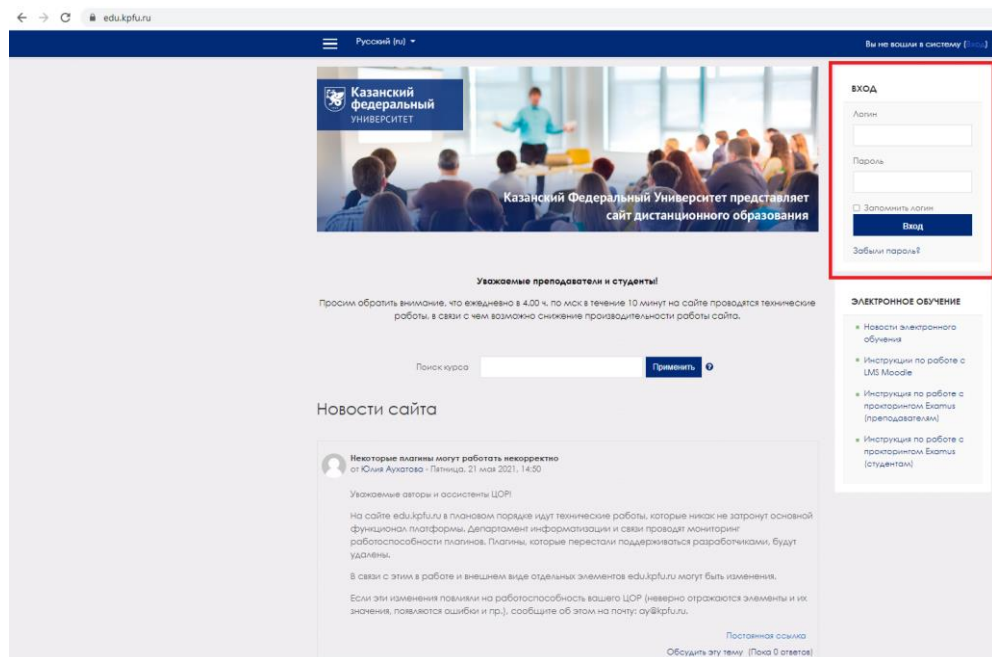 edu.kpfu.ru
Русский (ru)
Вы не вошли в систему (Вход)
Казанский
федеральный
УНИВЕРСИТЕТ
Казанский Федеральный Университет представляет
сайт дистанционного образования
ВХОД
Логин
Пароль
Запомнить логин
Вход
Забыли пароль?
Уважаемые преподаватели и студенты!
Просим обратить внимание, что ежедневно в 4.00 ч. по мск в течение 10 минут на сайте проводятся технические
работы, в связи с чем возможно снижение производительности работы сайта.
Поиск курса
Применить
ЭЛЕКТРОННОЕ ОБУЧЕНИЕ
Новости электронного
обучения
Инструкции по работе с
LMS Moodle
Инструкция по работе с
прокторингом Examus
(преподавателям)
Инструкция по работе с
прокторингом Examus
(студентам)
Новости сайта
Некоторые плагины могут работать некорректно
от Юлия Аухатова - Пятница, 21 мая 2021, 14:50
Уважаемые авторы и ассистенты ЦОР!
На сайте edu.kpfu.ru в плановом порядке идут технические работы, которые никак не затронут основной
функционал платформы. Департамент информатизации и связи проводят мониторинг
работоспособности плагинов. Плагины, которые перестали поддерживаться разработчиками, будут
удалены.
В связи с этим в работе и внешнем виде отдельных элементов edu.kpfu.ru могут быть изменения.
Если эти изменения повлияли на работоспособность вашего ЦОР (неверно отражаются элементы и их
значения, появляются ошибки и пр.), сообщите об этом на почту: ay@kpfu.ru.
Постоянная ссылка
Обсудить эту тему (Пока 0 ответов)